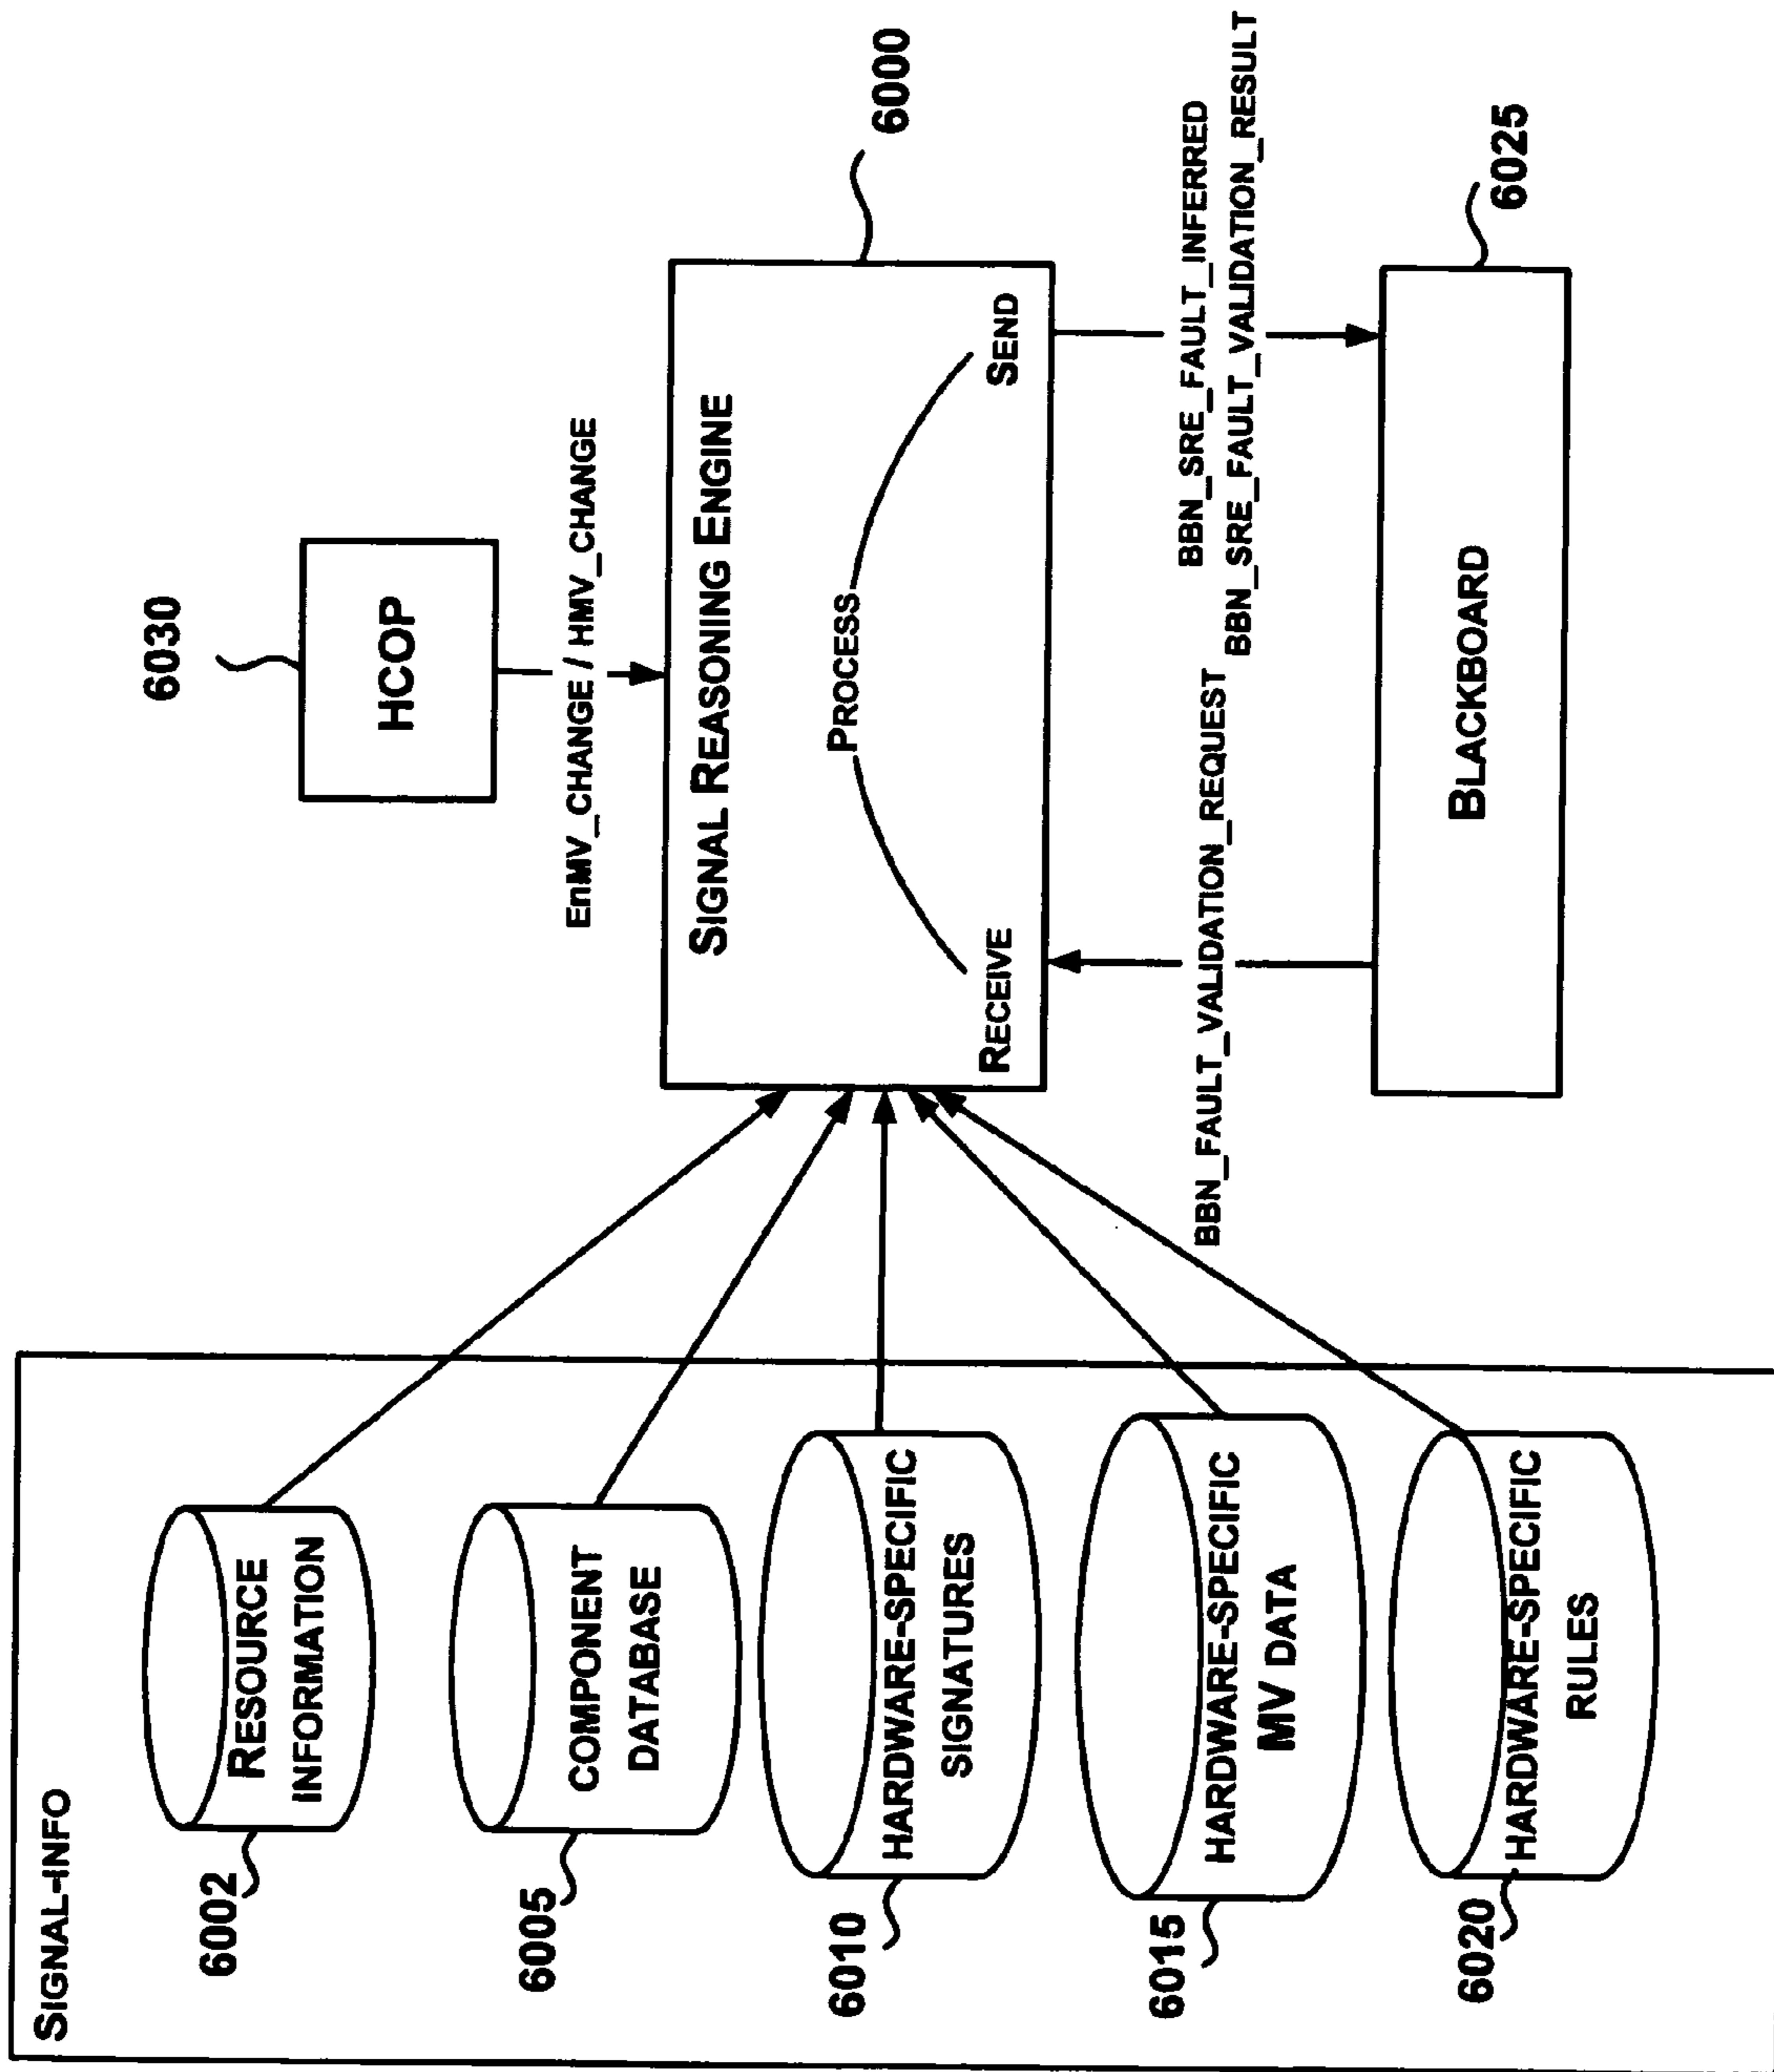 SIGNAL-INFO
6002
RESOURCE
INFORMATION
6005
COMPONENT
DATABASE
6010
HARDWARE-SPECIFIC
SIGNATURES
6015
HARDWARE-SPECIFIC
MV DATA
6020
HARDWARE-SPECIFIC
RULES
6030
HCOP
EnMV_CHANGE / HMV_CHANGE
6000
SIGNAL REASONING ENGINE
PROCESS
RECEIVE
SEND
BBN_FAULT_VALIDATION_REQUEST
BBN_SRE_FAULT_INFERRED
BBN_SRE_FAULT_VALIDATION_RESULT
6025
BLACKBOARD